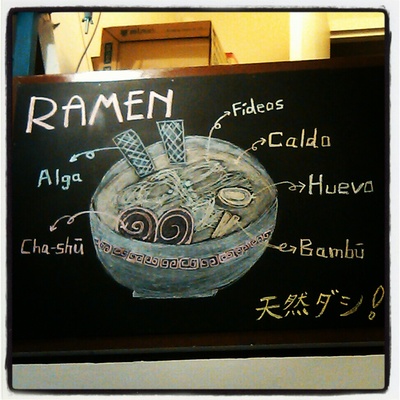 RAMEN
Fideos
Caldo
Alga
Huevo
Cha-shū
Bambú
天然ダシ!